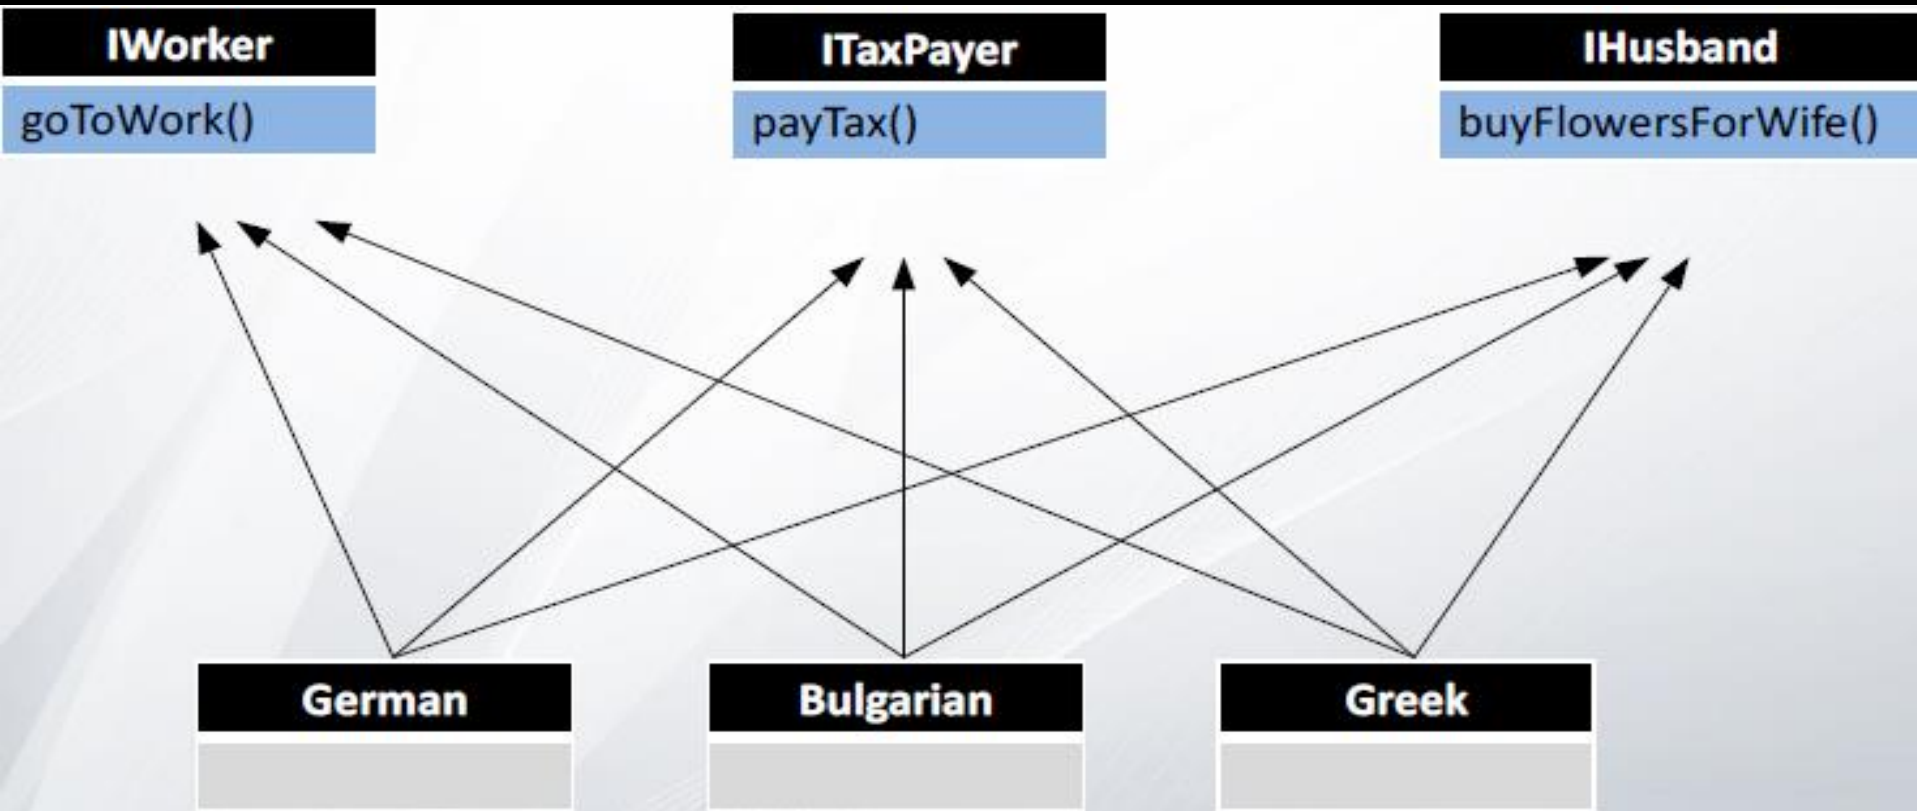 IWorker
goToWork()
ITaxPayer
payTax()
IHusband
buyFlowersForWife()
German
Bulgarian
Greek